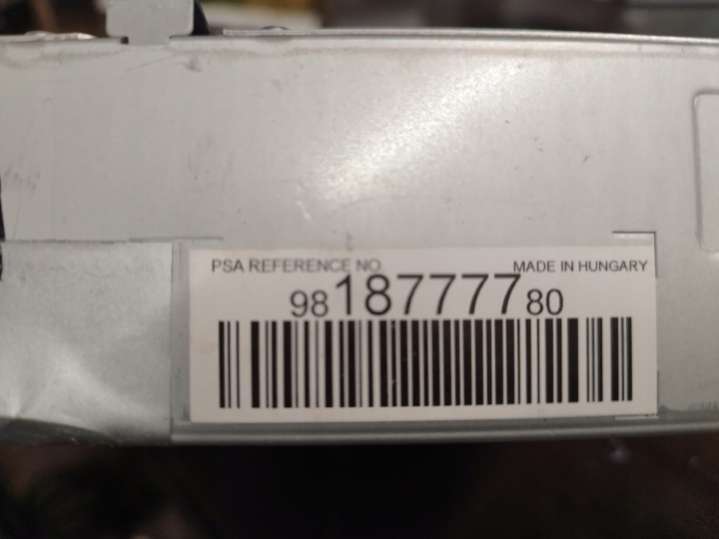 PSA REFERENCE NO. MADE IN HUNGARY
9818777780